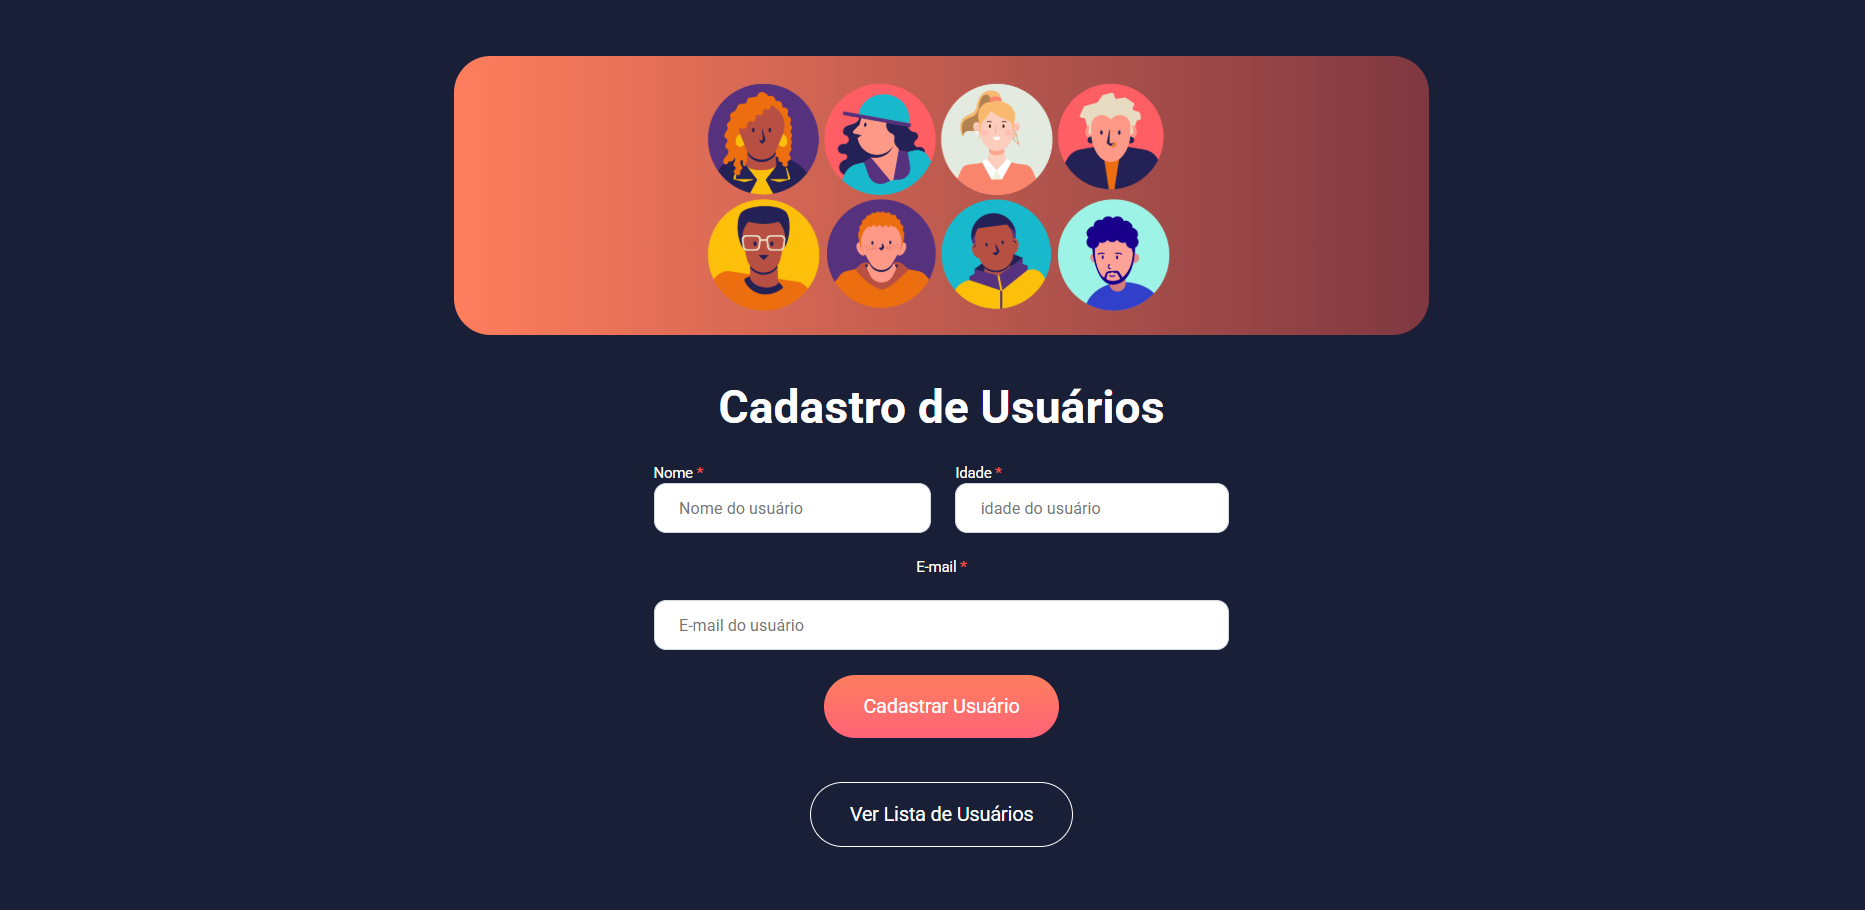 Cadastro de Usuários
Nome * Idade *
Nome do usuário idade do usuário
E-mail *
E-mail do usuário
Cadastrar Usuário
Ver Lista de Usuários